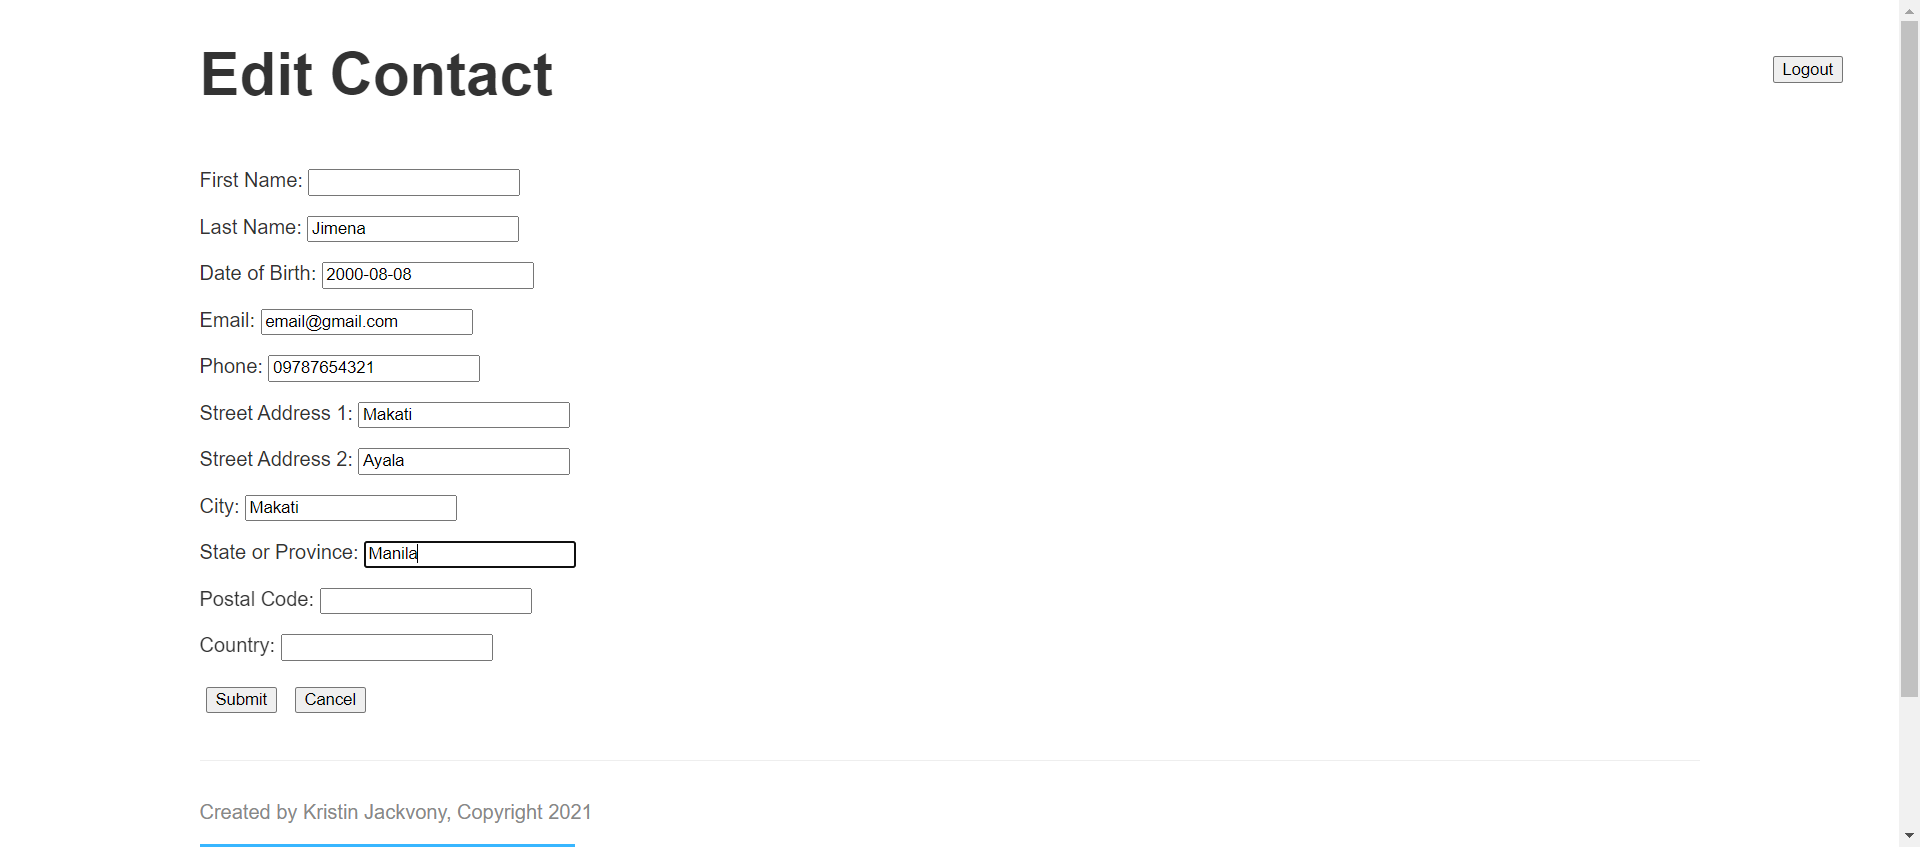 Edit Contact
Logout
First Name:
Last Name: Jimena
Date of Birth: 2000-08-08
Email: email@gmail.com
Phone: 09787654321
Street Address 1: Makati
Street Address 2: Ayala
City: Makati
State or Province: Manila
Postal Code:
Country:
Submit Cancel
Created by Kristin Jackvony, Copyright 2021